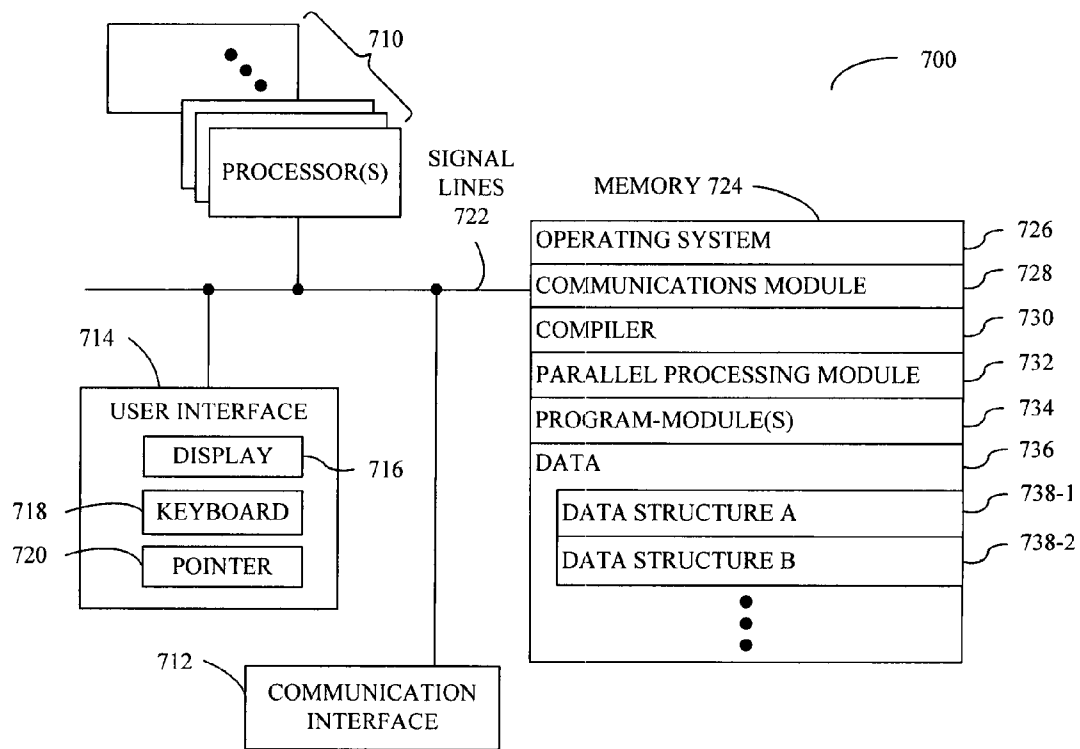 710
700
PROCESSOR(S)
SIGNAL
LINES
722
MEMORY 724
OPERATING SYSTEM
726
COMMUNICATIONS MODULE
728
COMPILER
730
PARALLEL PROCESSING MODULE
732
PROGRAM-MODULE(S)
734
DATA
736
DATA STRUCTURE A
738-1
DATA STRUCTURE B
738-2
714
USER INTERFACE
DISPLAY
716
718
KEYBOARD
720
POINTER
712
COMMUNICATION
INTERFACE